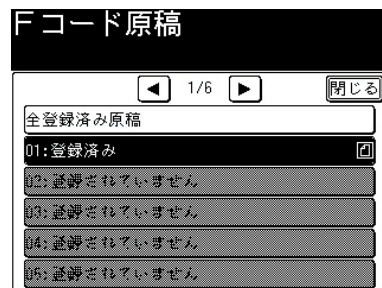 Fコード原稿
1/6
閉じる
全登録済み原稿
01:登録済み
02:登録されていません
03:登録されていません
04:登録されていません
05:登録されていません